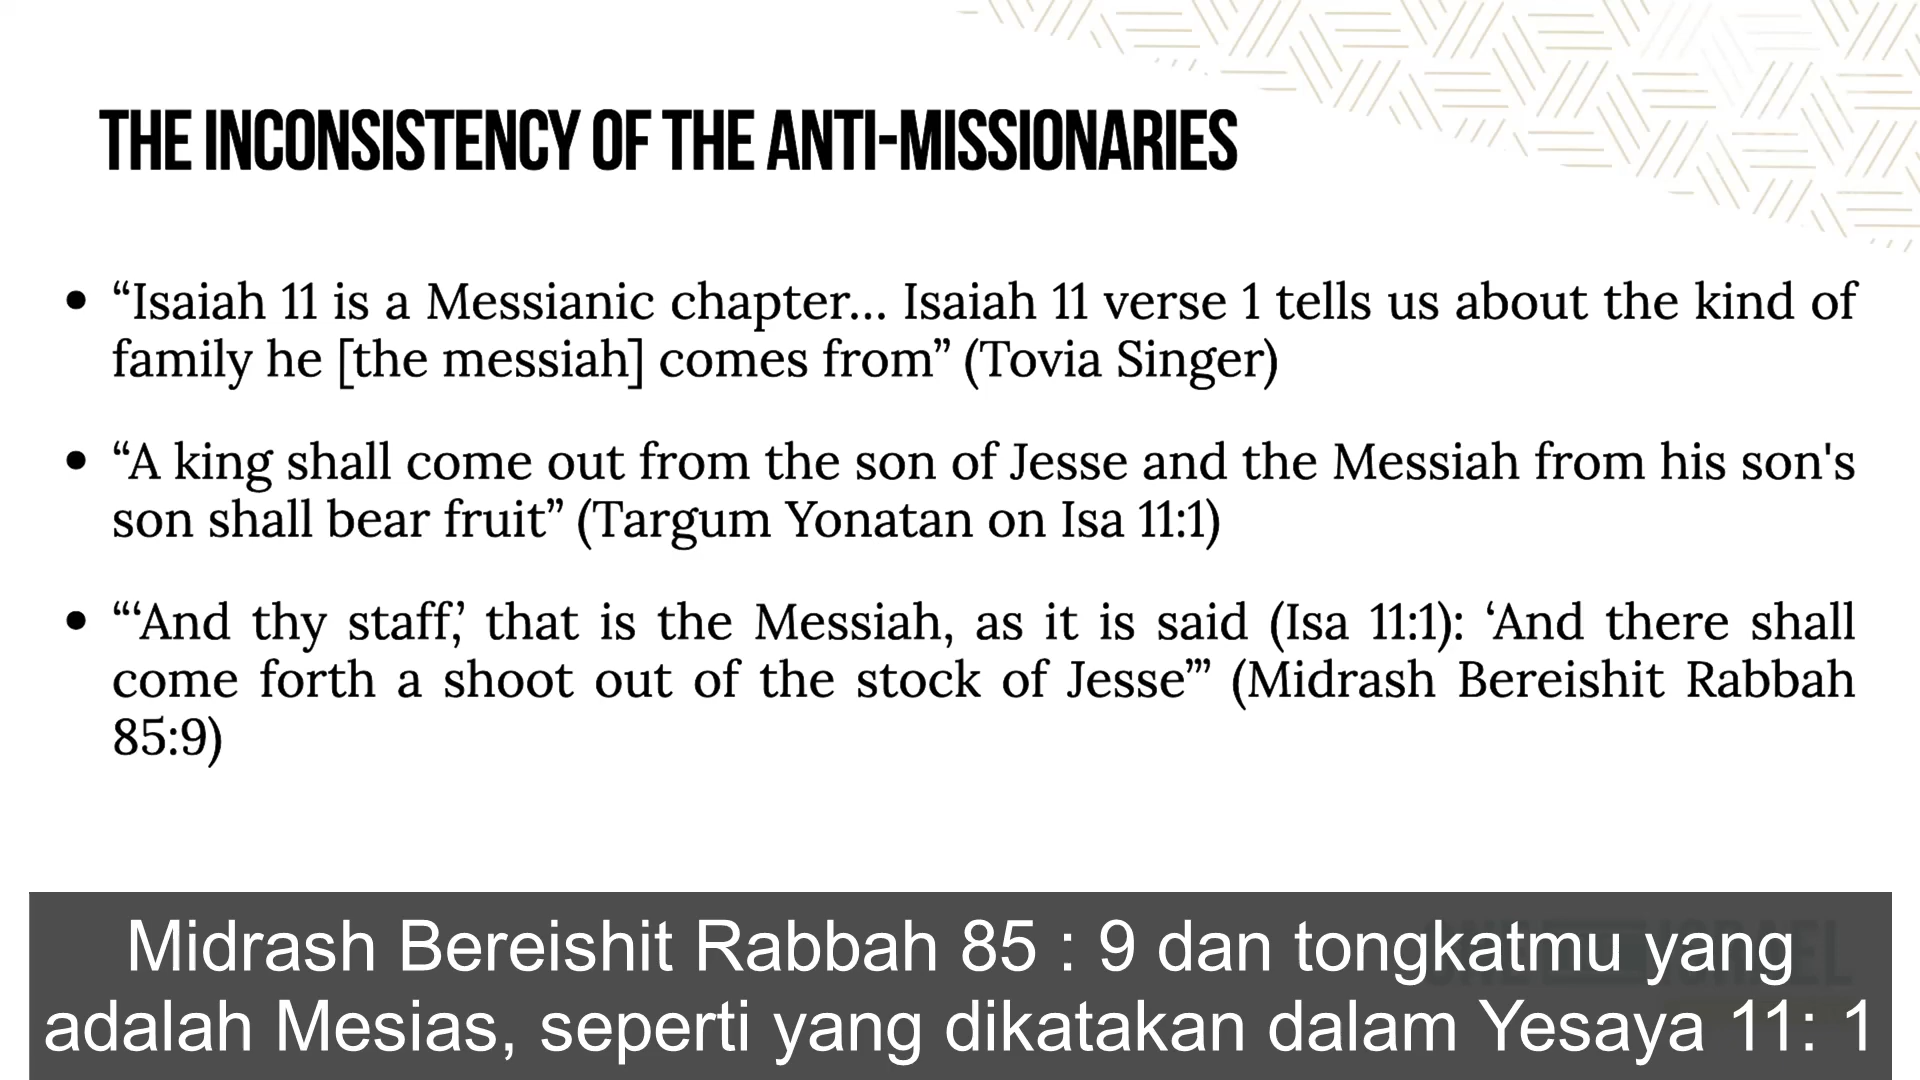 THE INCONSISTENCY OF THE ANTI-MISSIONARIES
• “Isaiah 11 is a Messianic chapter... Isaiah 11 verse 1 tells us about the kind of
family he [the messiah] comes from” (Tovia Singer)
• “A king shall come out from the son of Jesse and the Messiah from his son's
son shall bear fruit” (Targum Yonatan on Isa 11:1)
• “‘And thy staff,’ that is the Messiah, as it is said (Isa 11:1): ‘And there shall
come forth a shoot out of the stock of Jesse’” (Midrash Bereishit Rabbah
85:9)
Midrash Bereishit Rabbah 85 : 9 dan tongkatmu yang
adalah Mesias, seperti yang dikatakan dalam Yesaya 11: 1